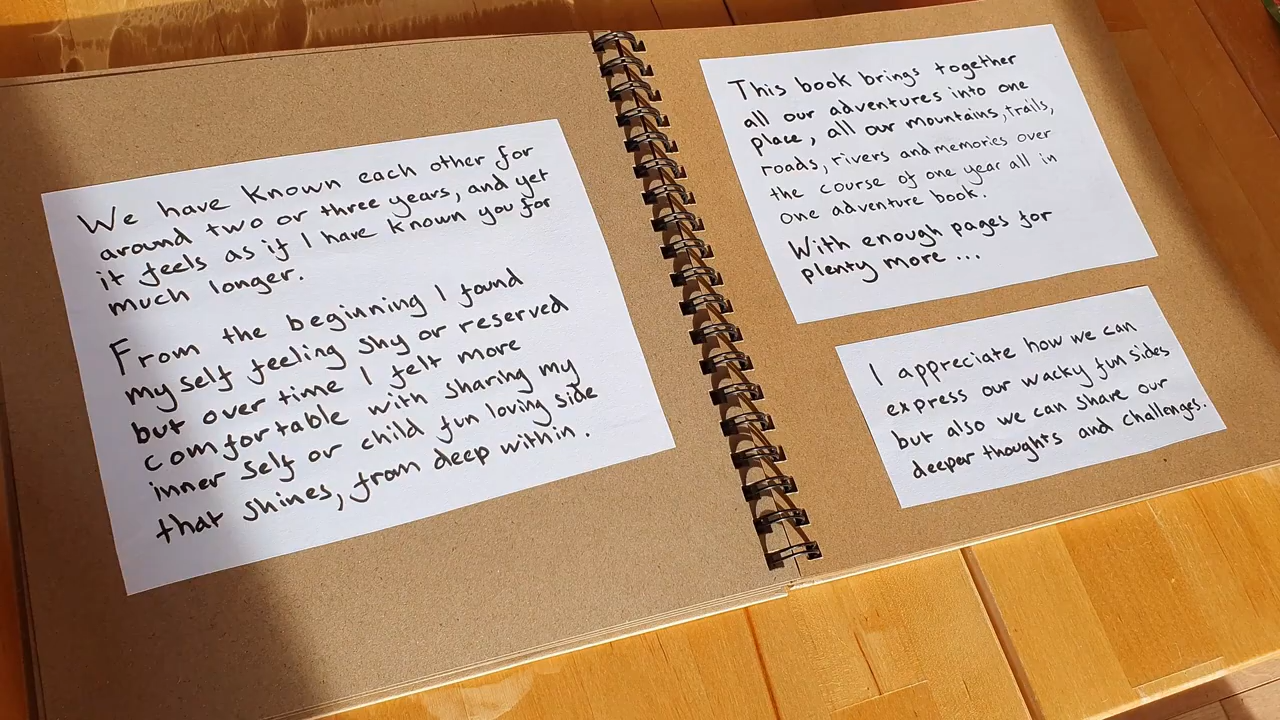 We have known each other for
around two or three years, and yet
it feels as if I have known you for
much longer.
From the beginning I found
myself feeling shy or reserved
but over time I felt more
comfortable with sharing my
inner self or child fun loving side
that shines, from deep within.
This book brings together
all our adventures into one
place, all our mountains, trails,
roads, rivers and memories over
the course of one year all in
one adventure book.
With enough pages for
plenty more ...
I appreciate how we can
express our wacky fun sides
but also we can share our
deeper thoughts and challenges.